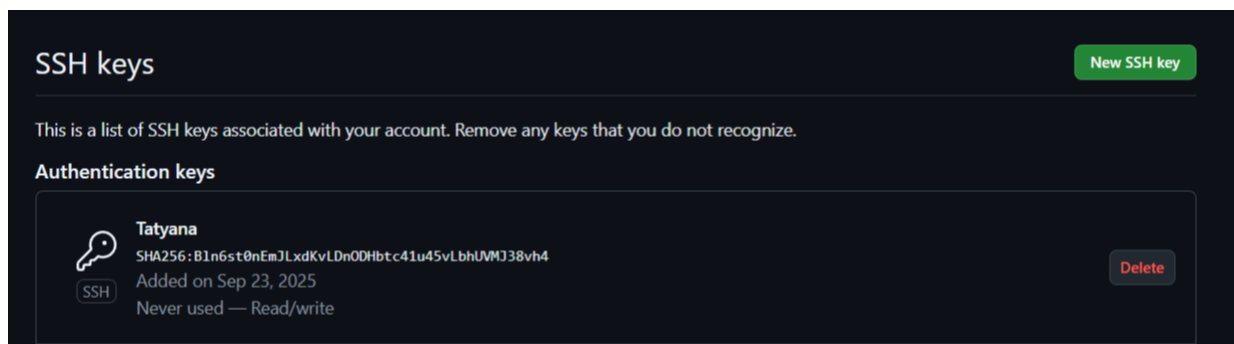 SSH keys
New SSH key
This is a list of SSH keys associated with your account. Remove any keys that you do not recognize.
Authentication keys
Tatyana
SHA256:Bln6st0nEmJLxdKvLDnODHbtc41u45vLbhUVMJ38vh4
Added on Sep 23, 2025
Never used — Read/write
SSH
Delete